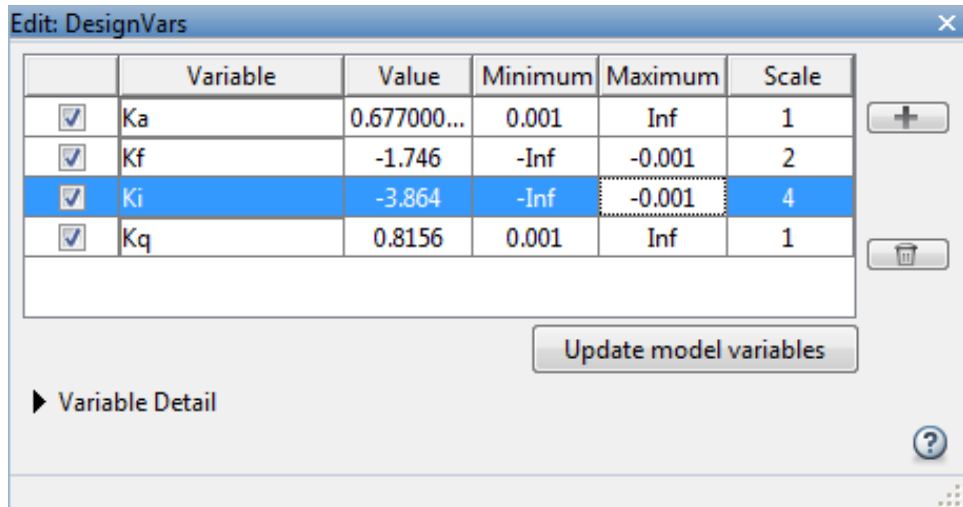 Edit: DesignVars
Variable Value Minimum Maximum Scale
Ka 0.677000... 0.001 Inf 1
Kf -1.746 -Inf -0.001 2
Ki -3.864 -Inf -0.001 4
Kq 0.8156 0.001 Inf 1
Update model variables
Variable Detail